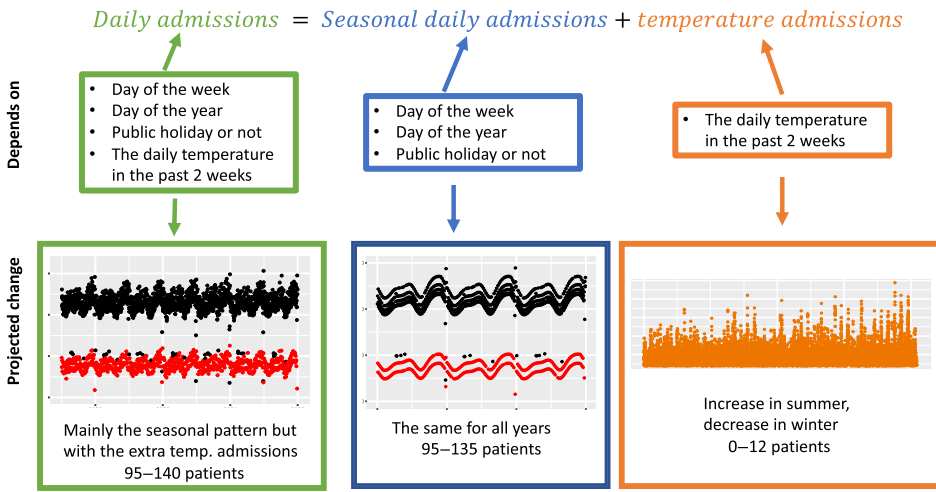 Daily admissions = Seasonal daily admissions + temperature admissions
Depends on
• Day of the week
• Day of the year
• Public holiday or not
• The daily temperature
in the past 2 weeks
• Day of the week
• Day of the year
• Public holiday or not
• The daily temperature
in the past 2 weeks
Projected change
Mainly the seasonal pattern but
with the extra temp. admissions
95–140 patients
The same for all years
95–135 patients
Increase in summer,
decrease in winter
0–12 patients